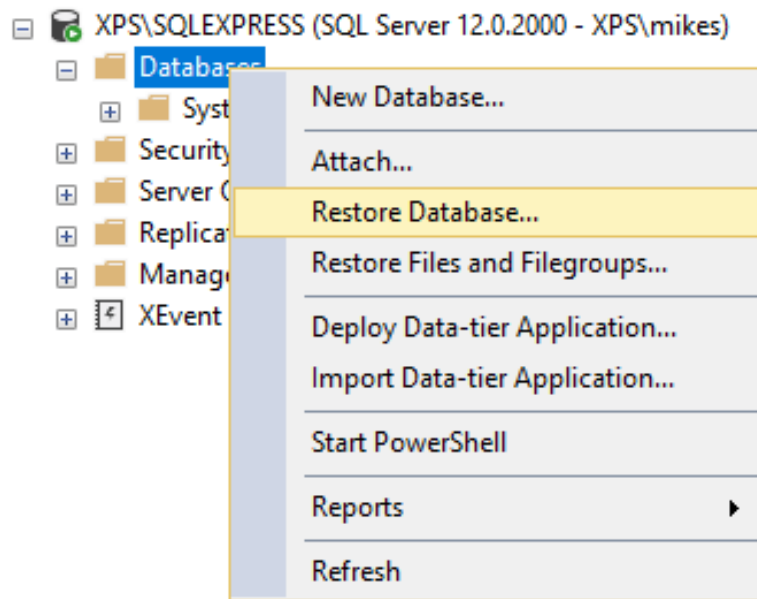 XPS\SQLEXPRESS (SQL Server 12.0.2000 - XPS\mikes)
Databases
Syst
Security
Server
Replica
Manage
XEvent
New Database...
Attach...
Restore Database...
Restore Files and Filegroups...
Deploy Data-tier Application...
Import Data-tier Application...
Start PowerShell
Reports
Refresh